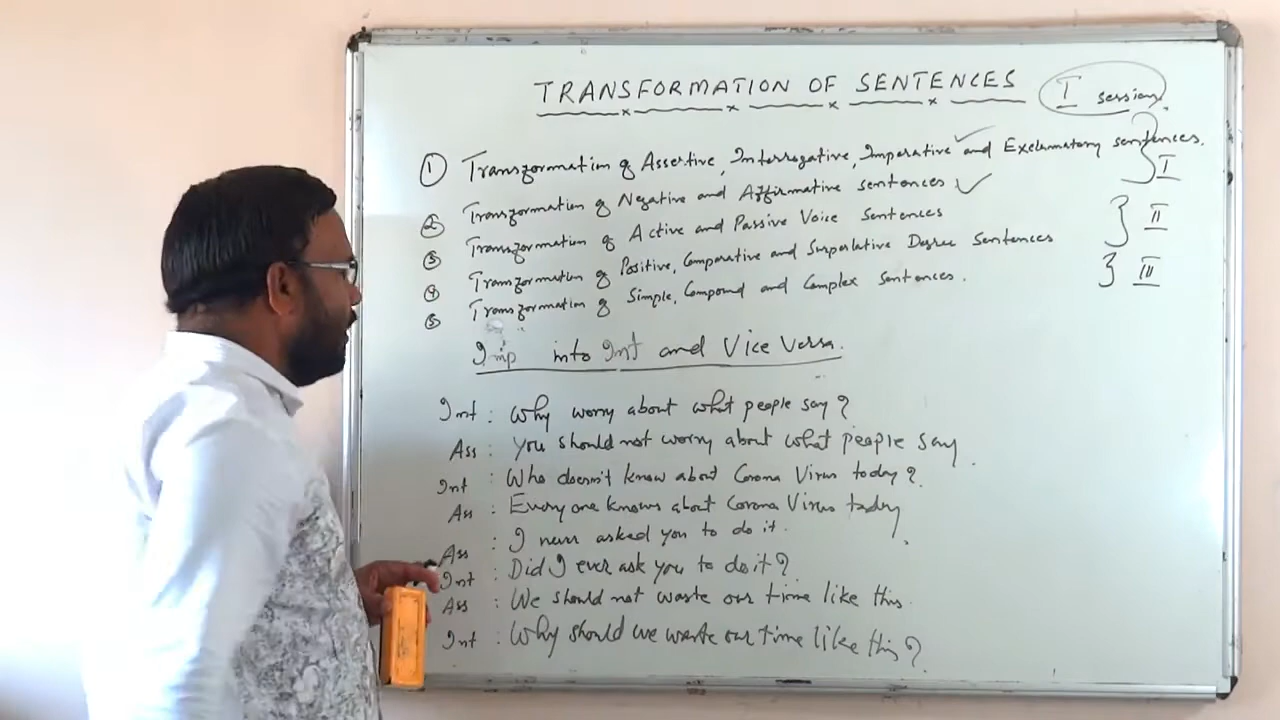 TRANSFORMATION OF SENTENCES I session.
① Transformation of Assertive, Interrogative, Imperative and Exclamatory sentences.
② Transformation of Negative and Affirmative sentences I
③ Transformation of Active and Passive Voice Sentences II
④ Transformation of Positive, Comparative and Superlative Degree Sentences
⑤ Transformation of Simple, Compound and Complex Sentences. III
Imp into Int and Vice Versa.
Int : Why worry about what people say?
Ass : You should not worry about what people say.
Int : Who doesn't know about Corona Virus today?
Ass : Every one knows about Corona Virus today.
Ass : I never asked you to do it.
Int : Did I ever ask you to do it?
Ass : We should not waste our time like this.
Int : Why should we waste our time like this?